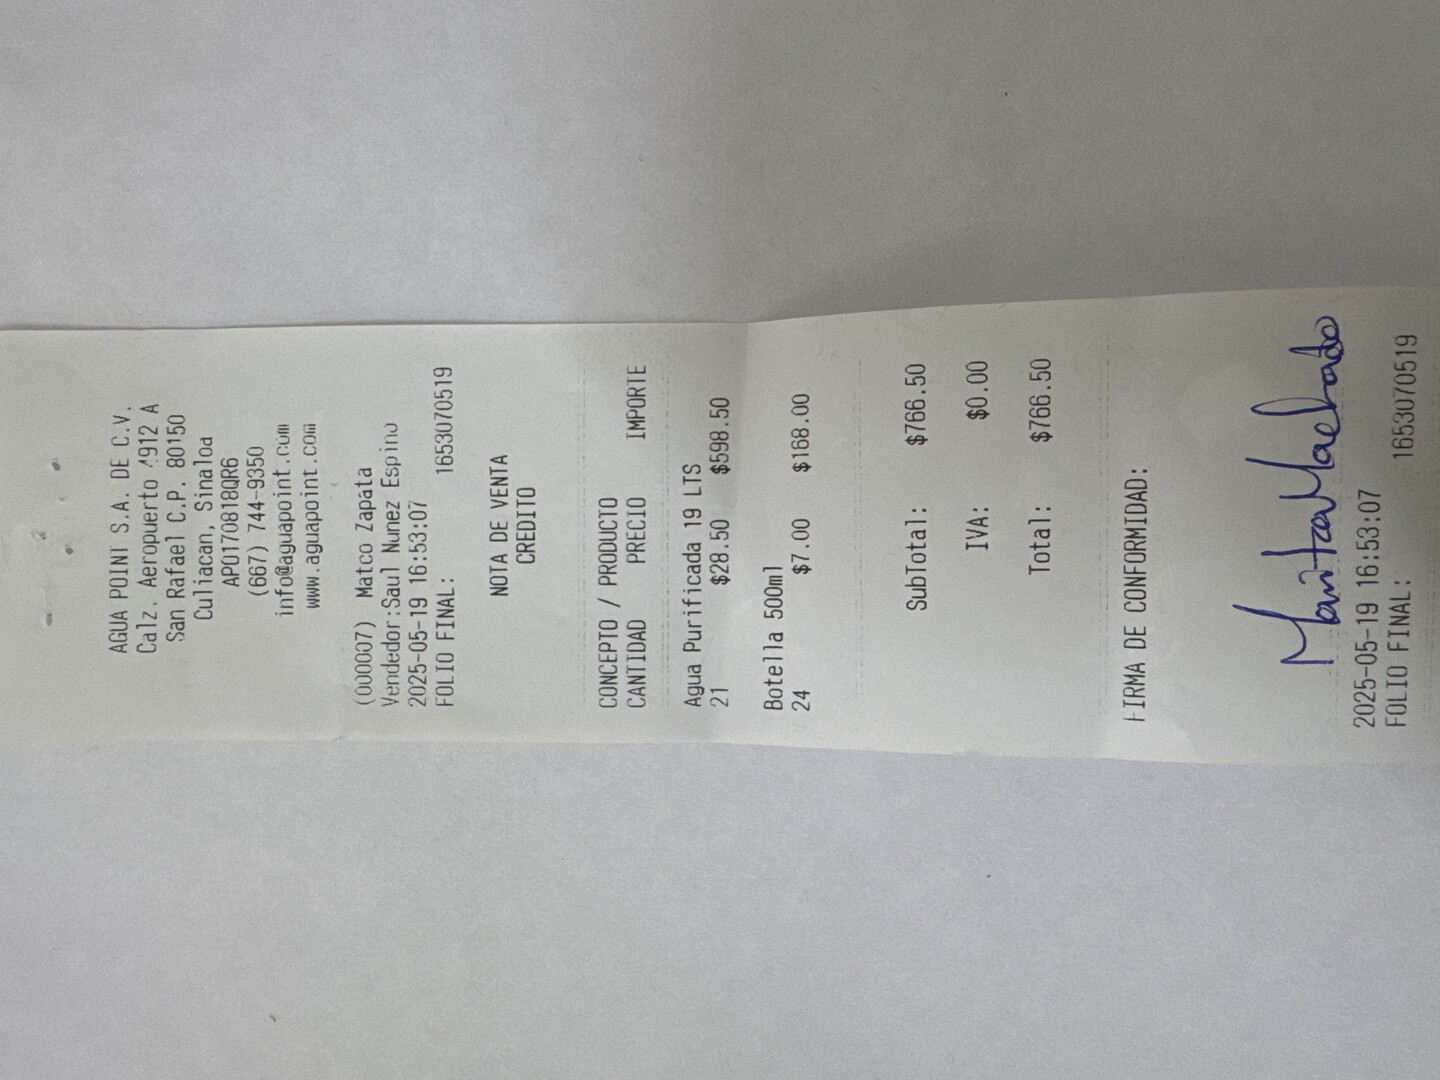 AGUA POINT S.A. DE C.V.
Calz. Aeropuerto 4912 A
San Rafael C.P. 80150
Culiacan, Sinaloa
APO170818QR6
(667) 744-9350
info@aguapoint.com
www.aguapoint.com
(000007) Matco Zapata
Vendedor:Saul Nunez Espino
2025-05-19 16:53:07
FOLIO FINAL: 1653070519
NOTA DE VENTA
CREDITO
CONCEPTO / PRODUCTO
CANTIDAD PRECIO IMPORTE
Agua Purificada 19 LTS
21 $28.50 $598.50
Botella 500ml
24 $7.00 $168.00
SubTotal: $766.50
IVA: $0.00
Total: $766.50
FIRMA DE CONFORMIDAD:
Maritza Machado
2025-05-19 16:53:07
FOLIO FINAL: 1653070519